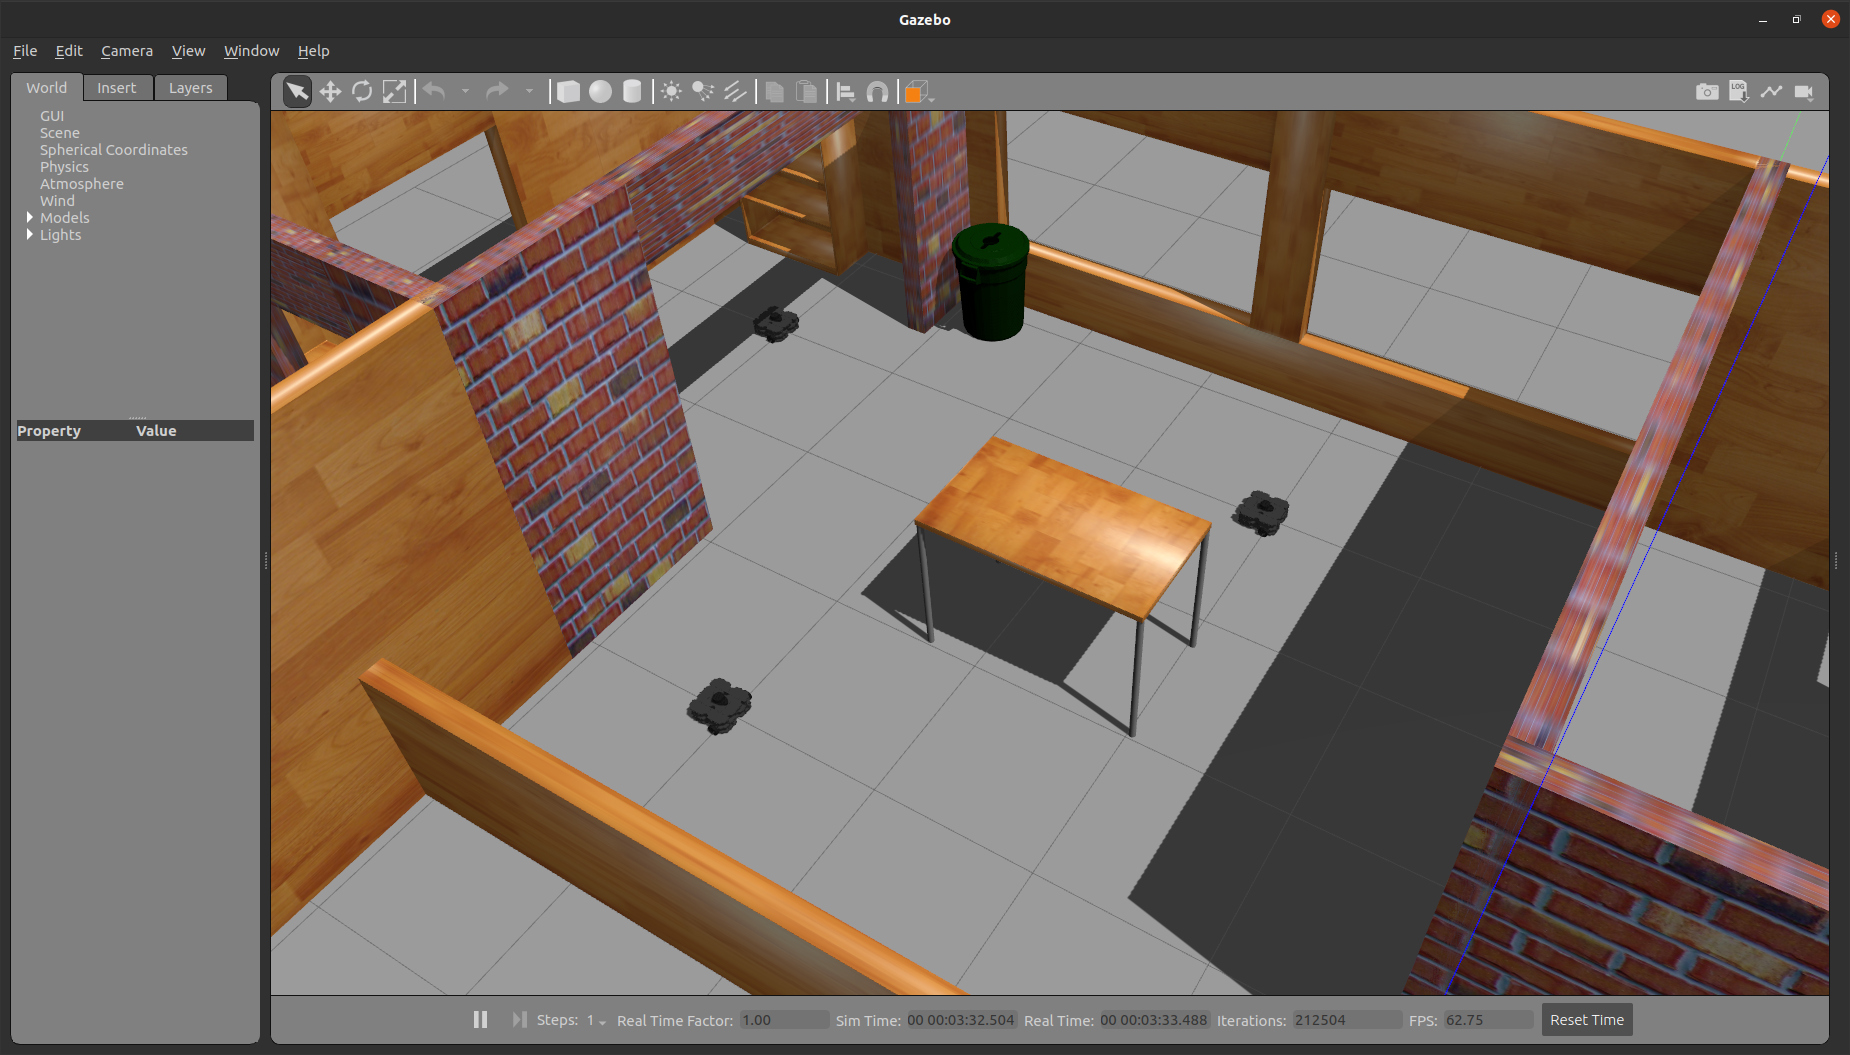 Gazebo
File Edit Camera View Window Help
World Insert Layers
GUI
Scene
Spherical Coordinates
Physics
Atmosphere
Wind
Models
Lights
Property Value
LOG
Steps: 1 Real Time Factor: 1.00 Sim Time: 00 00:03:32.504 Real Time: 00 00:03:33.488 Iterations: 212504 FPS: 62.75 Reset Time